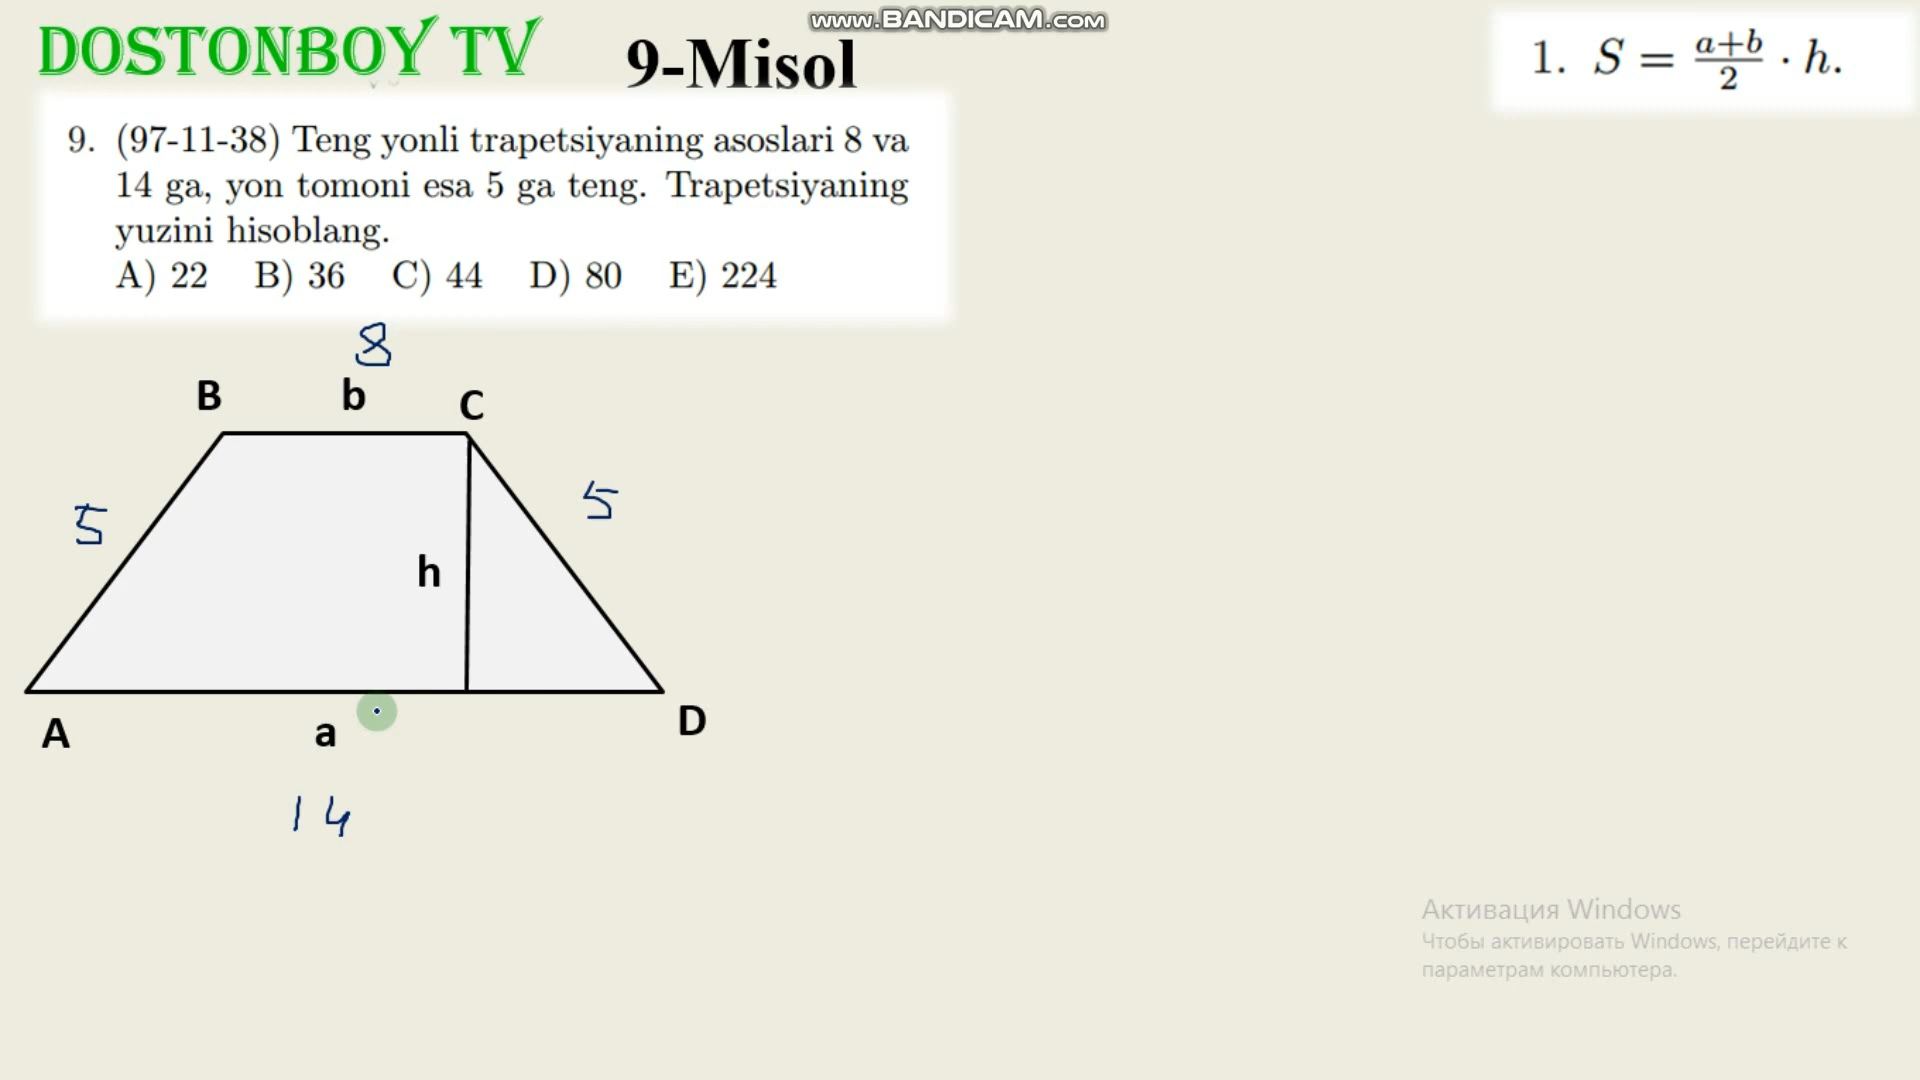 www.BANDICAM.com
DOSTONBOY TV
9-Misol
1. S = \frac{a+b}{2} · h.
9. (97-11-38) Teng yonli trapetsiyaning asoslari 8 va
14 ga, yon tomoni esa 5 ga teng. Trapetsiyaning
yuzini hisoblang.
A) 22 B) 36 C) 44 D) 80 E) 224
8
B b C
5 5
h
A a D
14
Активация Windows
Чтобы активировать Windows, перейдите к
параметрам компьютера.